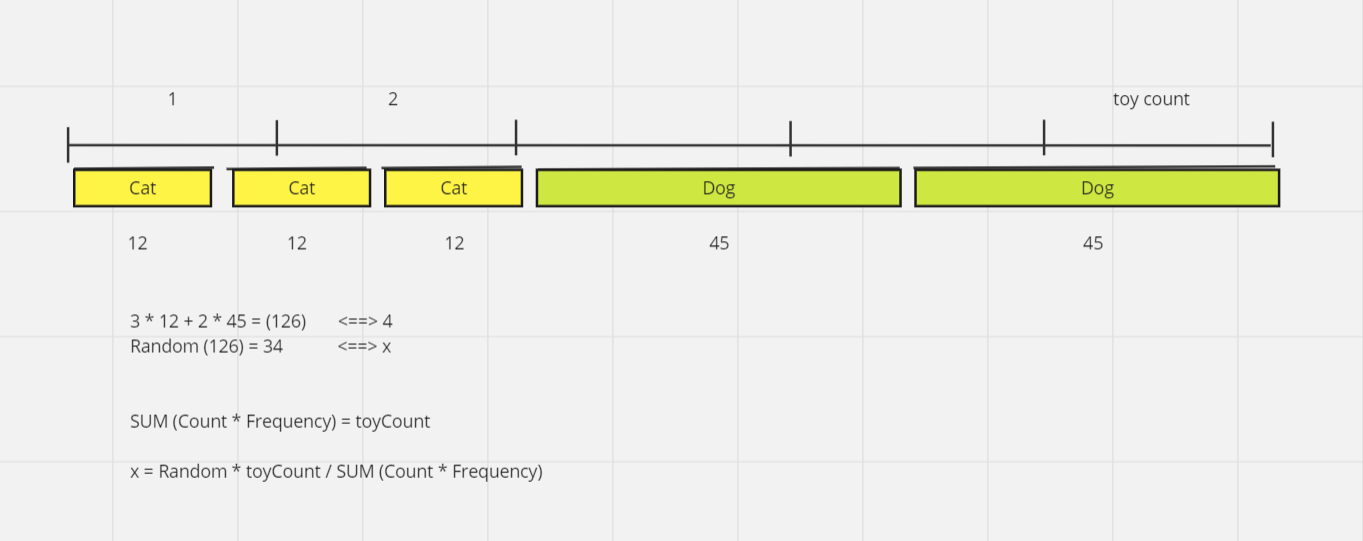 1 2 toy count
Cat Cat Cat Dog Dog
12 12 12 45 45
3 * 12 + 2 * 45 = (126) <==> 4
Random (126) = 34 <==> x
SUM (Count * Frequency) = toyCount
x = Random * toyCount / SUM (Count * Frequency)